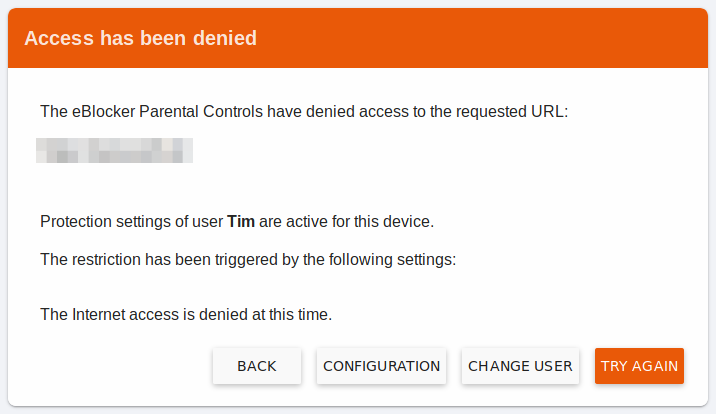 Access has been denied
The eBlocker Parental Controls have denied access to the requested URL:
Protection settings of user Tim are active for this device.
The restriction has been triggered by the following settings:
The Internet access is denied at this time.
BACK
CONFIGURATION
CHANGE USER
TRY AGAIN